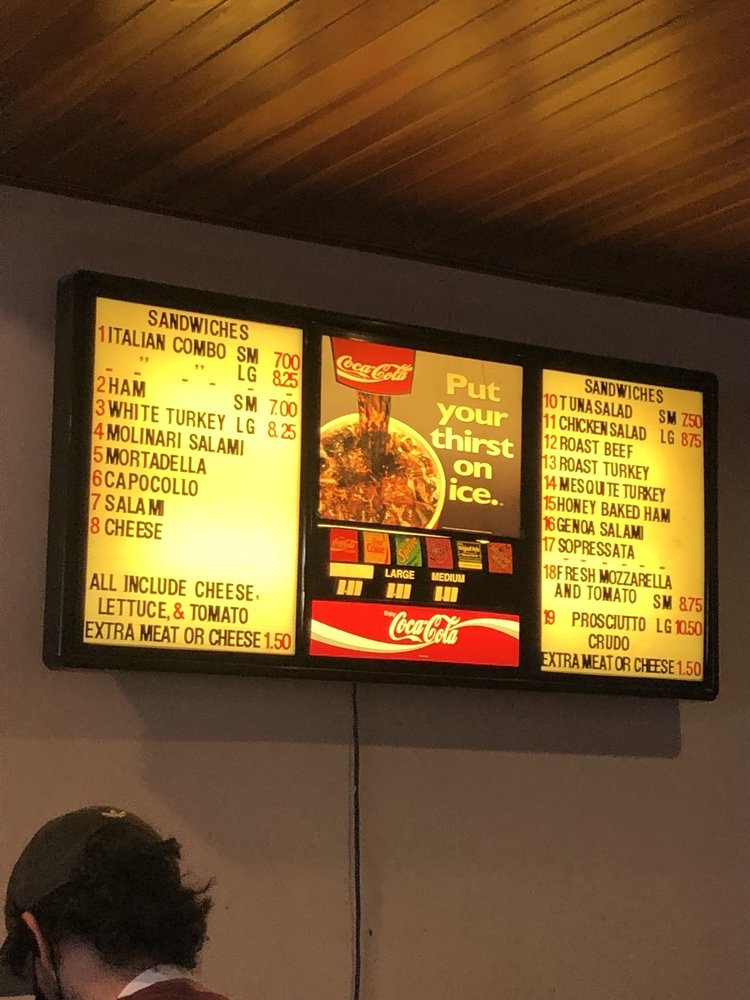 SANDWICHES
1 ITALIAN COMBO SM 7.00
- " " - - LG 8.25
2 HAM SM 7.00
3 WHITE TURKEY LG 8.25
4 MOLINARI SALAMI
5 MORTADELLA
6 CAPOCOLLO
7 SALAMI
8 CHEESE
ALL INCLUDE CHEESE,
LETTUCE, & TOMATO
EXTRA MEAT OR CHEESE 1.50
Coca-Cola
Put
your
thirst
on
ice.
Coca-Cola
Coke
Sprite
LARGE MEDIUM
Enjoy
Coca-Cola
SANDWICHES
10 TUNA SALAD SM 7.50
11 CHICKEN SALAD LG 8.75
12 ROAST BEEF
13 ROAST TURKEY
14 MESQUITE TURKEY
15 HONEY BAKED HAM
16 GENOA SALAMI
17 SOPRESSATA
18 FRESH MOZZARELLA
AND TOMATO SM 8.75
19 PROSCIUTTO LG 10.50
CRUDO
EXTRA MEAT OR CHEESE 1.50